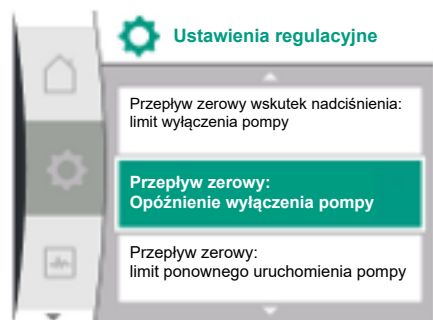 Ustawienia regulacyjne
Przepływ zerowy wskutek nadciśnienia:
limit wyłączenia pompy
Przepływ zerowy:
Opóźnienie wyłączenia pompy
Przepływ zerowy:
limit ponownego uruchomienia pompy